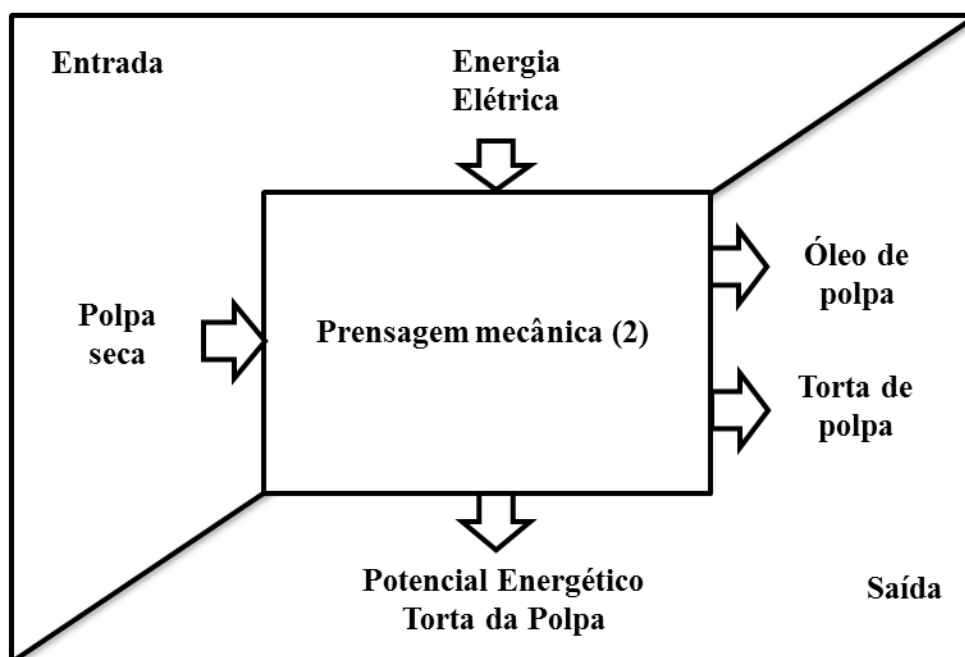 Entrada
Energia
Elétrica
Polpa
seca
Prensagem mecânica (2)
Óleo de
polpa
Torta de
polpa
Potencial Energético
Torta da Polpa
Saída